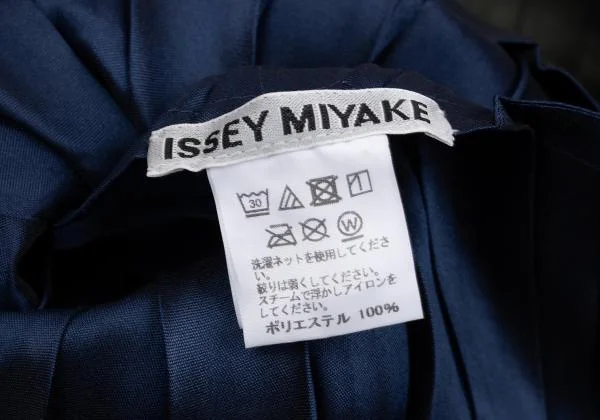 ISSEY MIYAKE
30
W
洗濯ネットを使用してくださ
い。
絞りは弱くしてください。
スチームで浮かしアイロンを
してください。
ポリエステル 100%